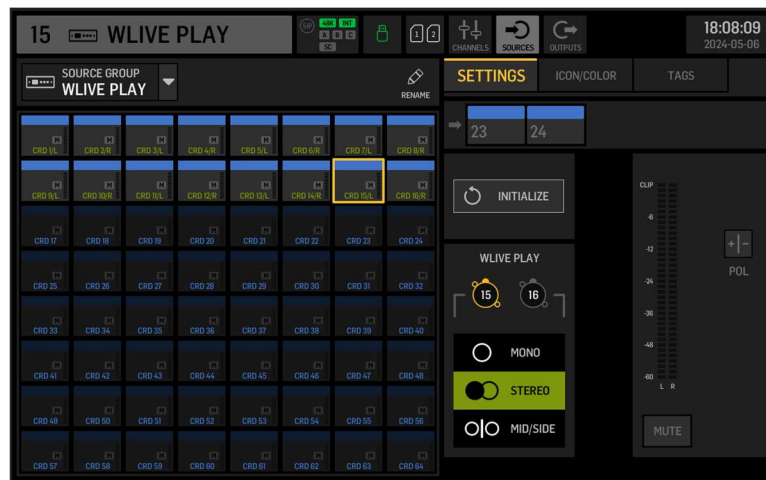 15 WLIVE PLAY
SIP 48K INT
A B C
SC
1 2
CHANNELS SOURCES OUTPUTS
18:08:09
2024-05-06
SOURCE GROUP
WLIVE PLAY
RENAME
SETTINGS ICON/COLOR TAGS
23 24
M M M M M M M M
CRD 1/L CRD 2/R CRD 3/L CRD 4/R CRD 5/L CRD 6/R CRD 7/L CRD 8/R
M M M M M M M M
CRD 9/L CRD 10/R CRD 11/L CRD 12/R CRD 13/L CRD 14/R CRD 15/L CRD 16/R
CRD 17 CRD 18 CRD 19 CRD 20 CRD 21 CRD 22 CRD 23 CRD 24
CRD 25 CRD 26 CRD 27 CRD 28 CRD 29 CRD 30 CRD 31 CRD 32
CRD 33 CRD 34 CRD 35 CRD 36 CRD 37 CRD 38 CRD 39 CRD 40
CRD 41 CRD 42 CRD 43 CRD 44 CRD 45 CRD 46 CRD 47 CRD 48
CRD 49 CRD 50 CRD 51 CRD 52 CRD 53 CRD 54 CRD 55 CRD 56
CRD 57 CRD 58 CRD 59 CRD 60 CRD 61 CRD 62 CRD 63 CRD 64
INITIALIZE
WLIVE PLAY
15 16
MONO
STEREO
MID/SIDE
CLIP
-6
-12
-24
-36
-48
-60
L R
+|-
POL
MUTE